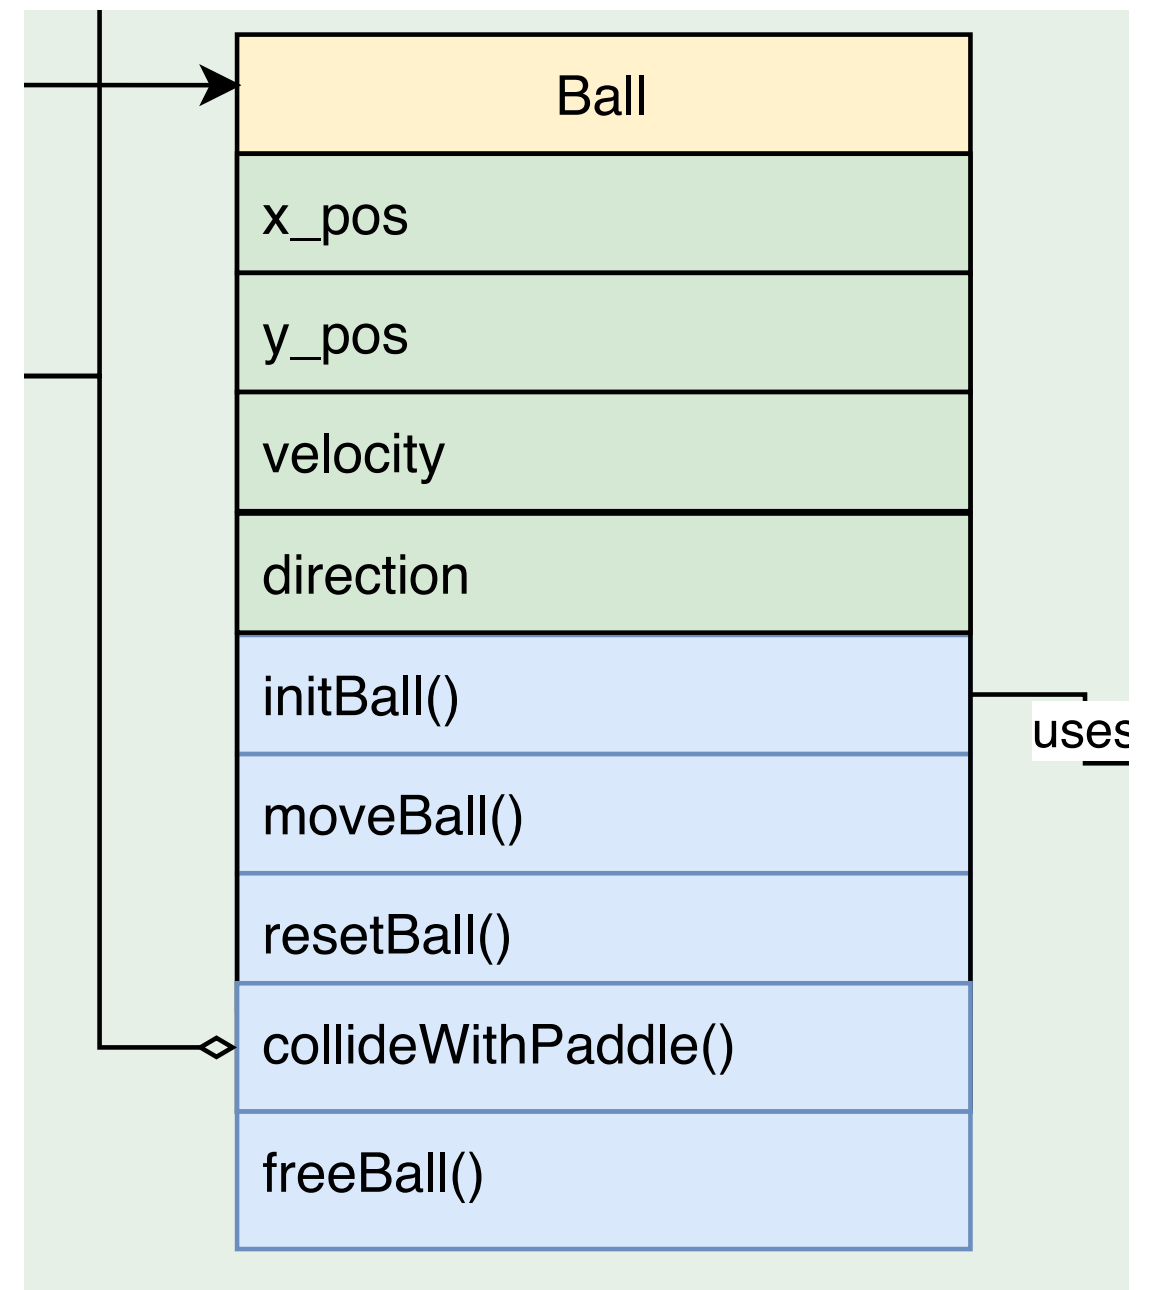 Ball
x_pos
y_pos
velocity
direction
initBall()
uses
moveBall()
resetBall()
collideWithPaddle()
freeBall()